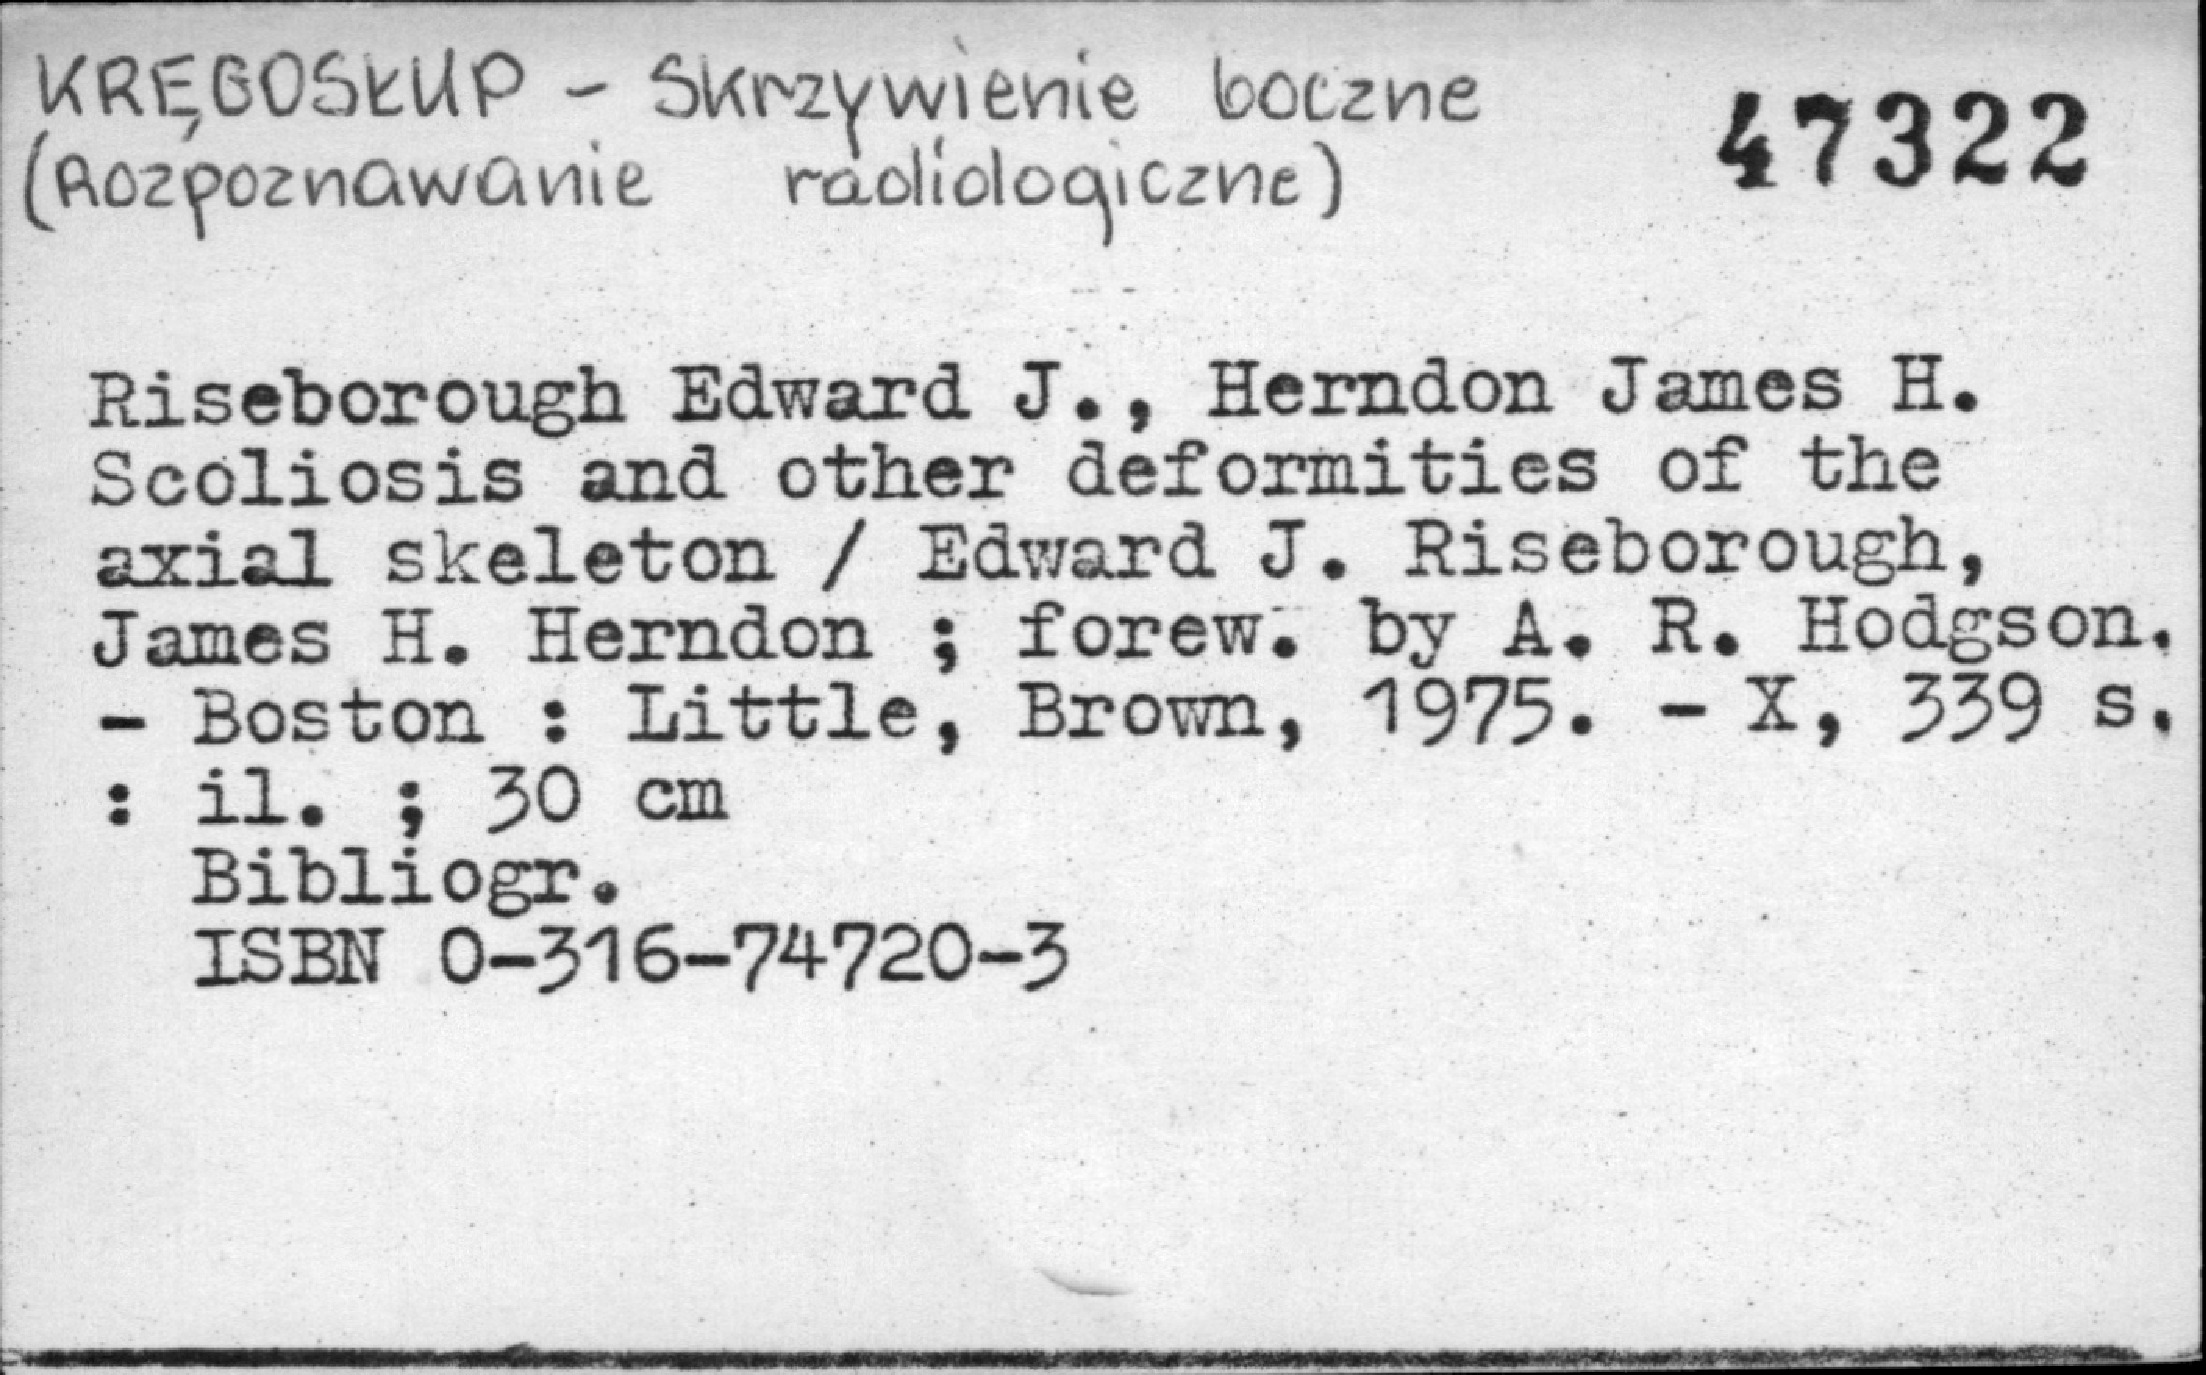 KRĘGOSŁUP - Skrzywienie boczne
(Rozpoznawanie radiologiczne)
47322
Riseborough Edward J., Herndon James H.
Scoliosis and other deformities of the
axial skeleton / Edward J. Riseborough,
James H. Herndon ; forew. by A. R. Hodgson.
- Boston : Little, Brown, 1975. - X, 339 s.
: il. ; 30 cm
Bibliogr.
ISBN 0-316-74720-3